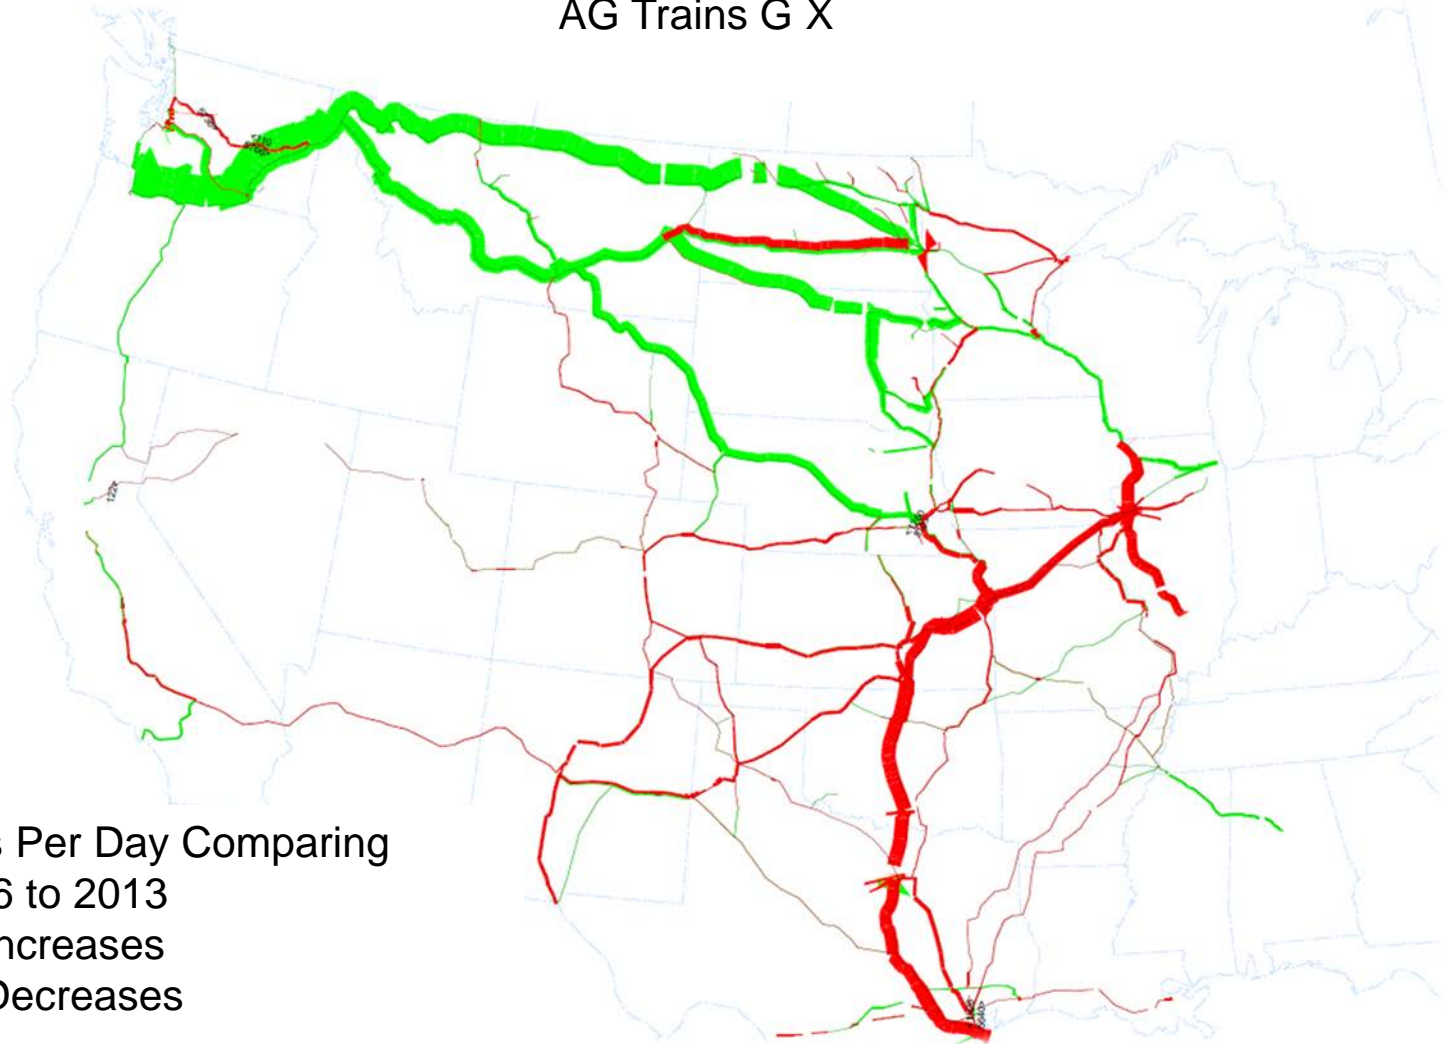 AG Trains G X
s Per Day Comparing
6 to 2013
ncreases
Decreases